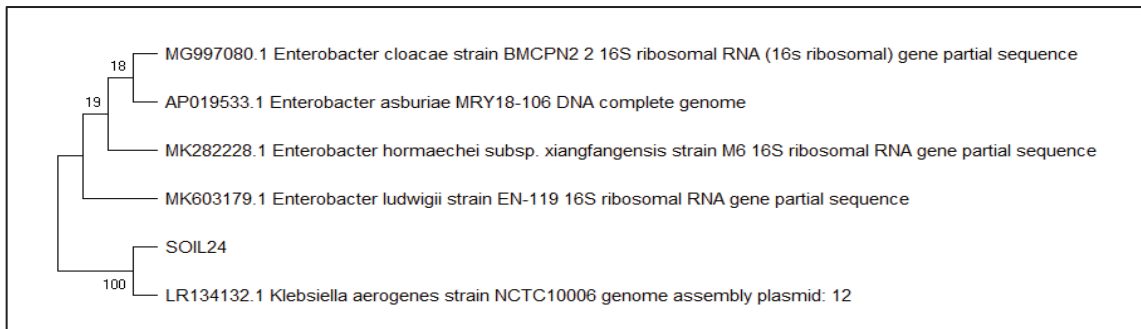 MG997080.1 Enterobacter cloacae strain BMCPN2 2 16S ribosomal RNA (16s ribosomal) gene partial sequence
18
AP019533.1 Enterobacter asburiae MRY18-106 DNA complete genome
19
MK282228.1 Enterobacter hormaechei subsp. xiangfangensis strain M6 16S ribosomal RNA gene partial sequence
MK603179.1 Enterobacter ludwigii strain EN-119 16S ribosomal RNA gene partial sequence
SOIL24
100
LR134132.1 Klebsiella aerogenes strain NCTC10006 genome assembly plasmid: 12